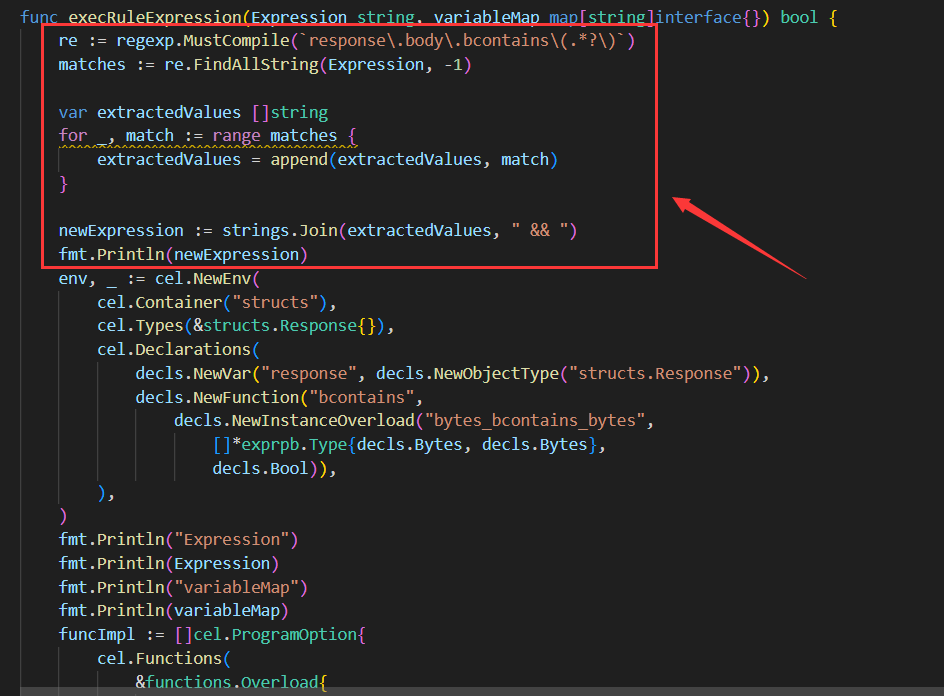 func execRuleExpression(Expression string, variableMap map[string]interface{}) bool {
    re := regexp.MustCompile(`response\.body\.bcontains\(.*?\)`)
    matches := re.FindAllString(Expression, -1)
    var extractedValues []string
    for _, match := range matches {
        extractedValues = append(extractedValues, match)
    }
    newExpression := strings.Join(extractedValues, " && ")
    fmt.Println(newExpression)
    env, _ := cel.NewEnv(
        cel.Container("structs"),
        cel.Types(&structs.Response{}),
        cel.Declarations(
            decls.NewVar("response", decls.NewObjectType("structs.Response")),
            decls.NewFunction("bcontains",
                decls.NewInstanceOverload("bytes_bcontains_bytes",
                    []*exprpb.Type{decls.Bytes, decls.Bytes},
                    decls.Bool)),
        ),
    )
    fmt.Println("Expression")
    fmt.Println(Expression)
    fmt.Println("variableMap")
    fmt.Println(variableMap)
    funcImpl := []cel.ProgramOption{
        cel.Functions(
            &functions.Overload{